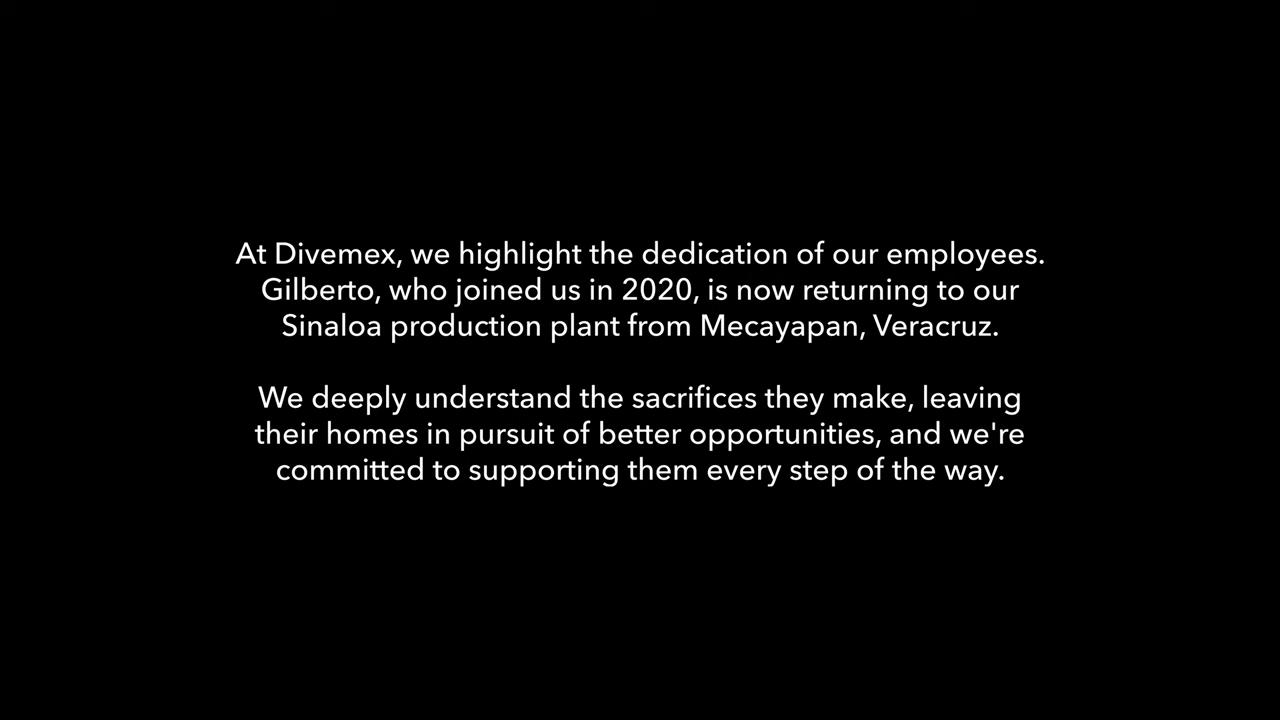 At Divemex, we highlight the dedication of our employees.
Gilberto, who joined us in 2020, is now returning to our
Sinaloa production plant from Mecayapan, Veracruz.
We deeply understand the sacrifices they make, leaving
their homes in pursuit of better opportunities, and we're
committed to supporting them every step of the way.